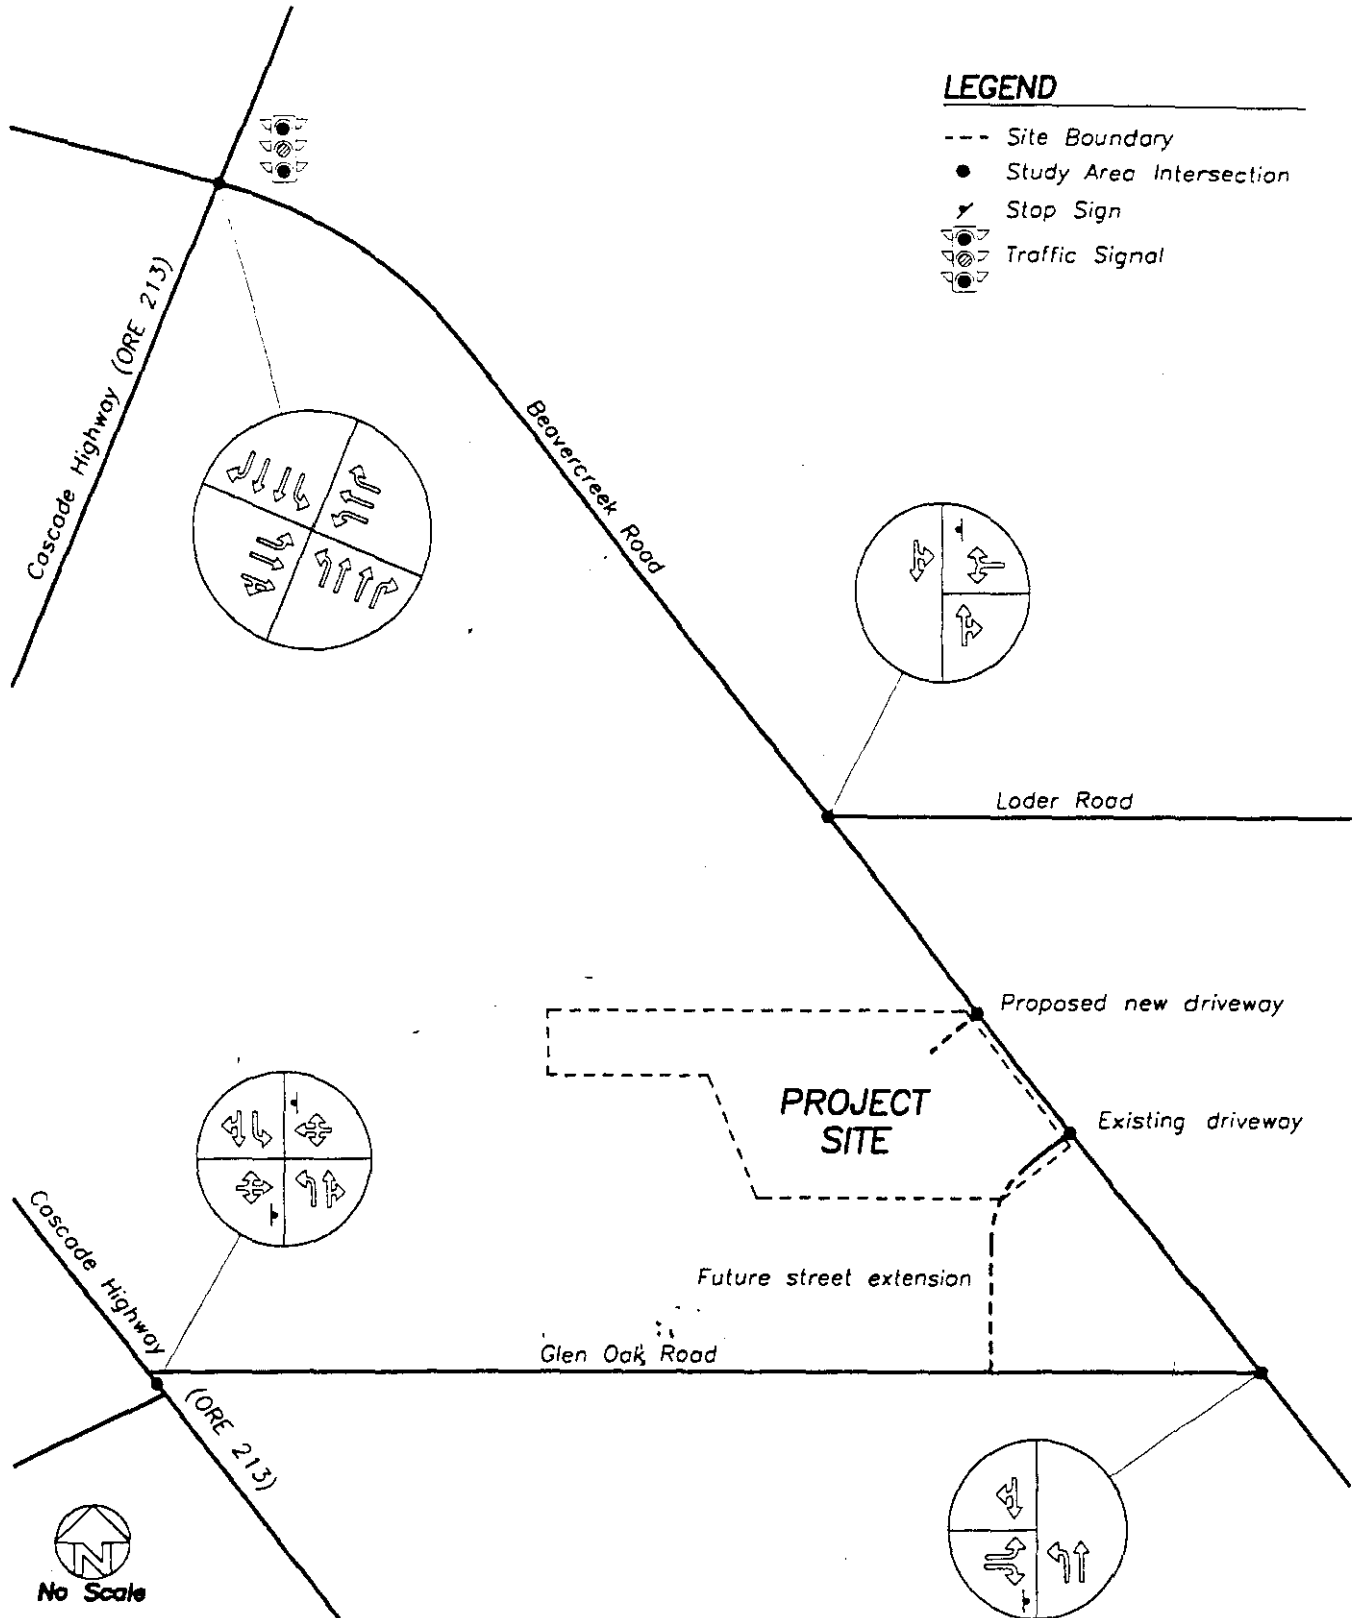 LEGEND
Site Boundary
Study Area Intersection
Stop Sign
Traffic Signal
Cascade Highway (ORE 213)
Beavercreek Road
Loder Road
Proposed new driveway
PROJECT
SITE
Existing driveway
Future street extension
Glen Oak Road
Cascade Highway
(ORE 213)
N
No Scale